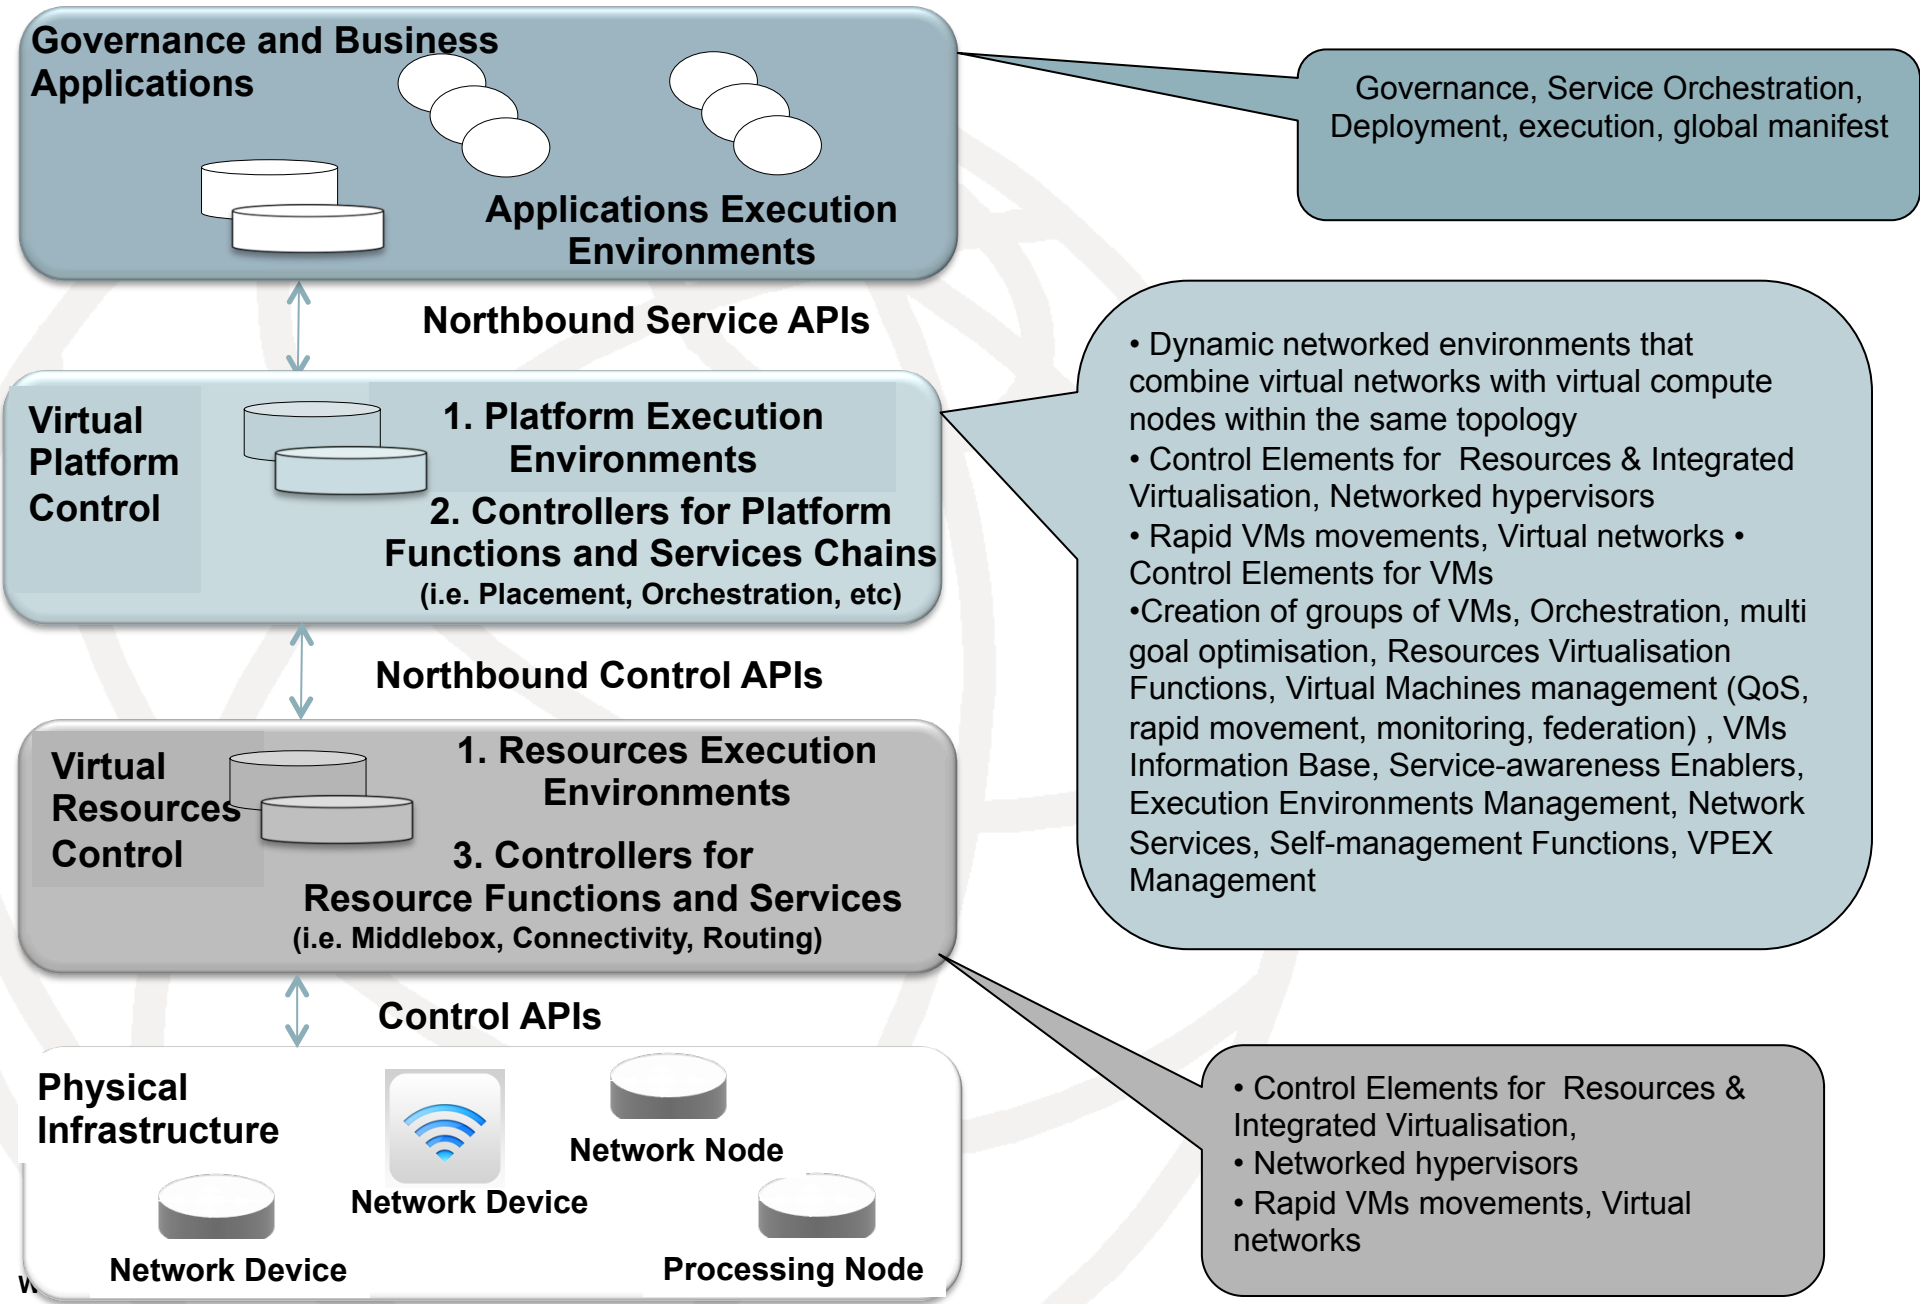 Governance and Business
Applications
Applications Execution
Environments
Governance, Service Orchestration,
Deployment, execution, global manifest
Northbound Service APIs
Virtual
Platform
Control
1. Platform Execution
Environments
2. Controllers for Platform
Functions and Services Chains
(i.e. Placement, Orchestration, etc)
• Dynamic networked environments that
combine virtual networks with virtual compute
nodes within the same topology
• Control Elements for  Resources & Integrated
Virtualisation, Networked hypervisors
• Rapid VMs movements, Virtual networks •
Control Elements for VMs
•Creation of groups of VMs, Orchestration, multi
goal optimisation, Resources Virtualisation
Functions, Virtual Machines management (QoS,
rapid movement, monitoring, federation) , VMs
Information Base, Service-awareness Enablers,
Execution Environments Management, Network
Services, Self-management Functions, VPEX
Management
Northbound Control APIs
Virtual
Resources
Control
1. Resources Execution
Environments
3. Controllers for
Resource Functions and Services
(i.e. Middlebox, Connectivity, Routing)
Control APIs
• Control Elements for  Resources &
Integrated Virtualisation,
• Networked hypervisors
• Rapid VMs movements, Virtual
networks
Physical
Infrastructure
Network Node
Network Device
Network Device
Processing Node